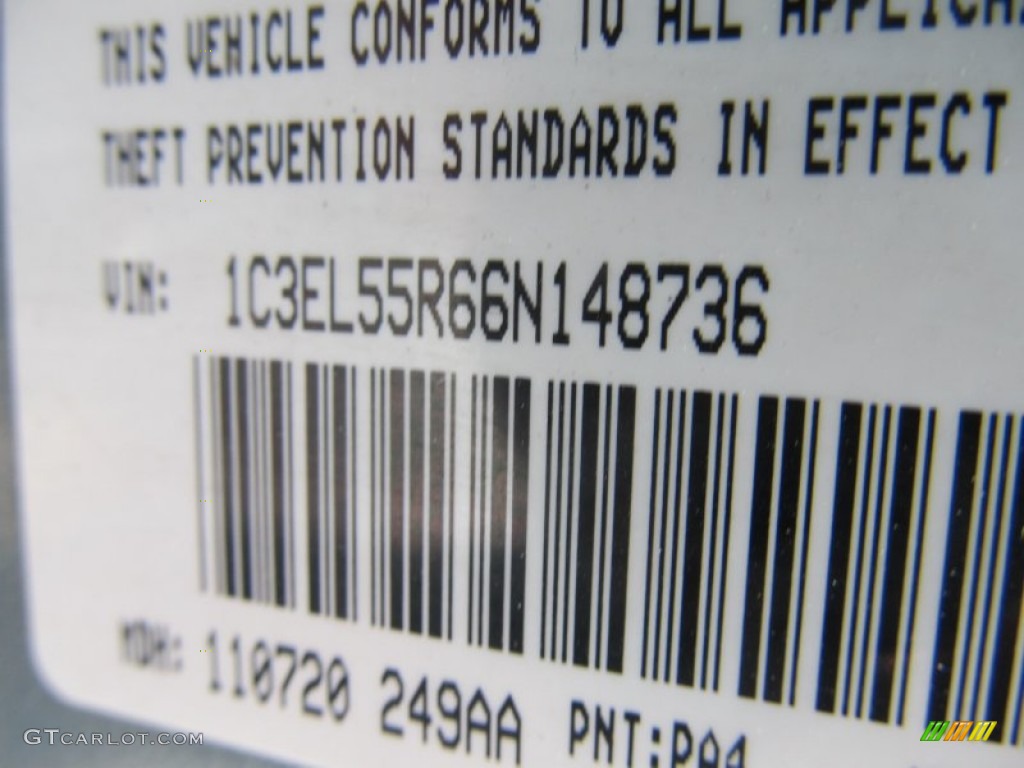 THIS VEHICLE CONFORMS TO ALL APPLICA
THEFT PREVENTION STANDARDS IN EFFECT
VIN: 1C3EL55R66N148736
MDH: 110720 249AA PNT:PA4
GTCARLOT.COM